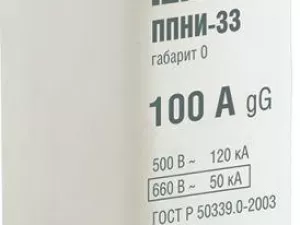 ППНИ-33
габарит 0
100 А gG
500 В ~ 120 кА
660 В ~ 50 кА
ГОСТ Р 50339.0-2003